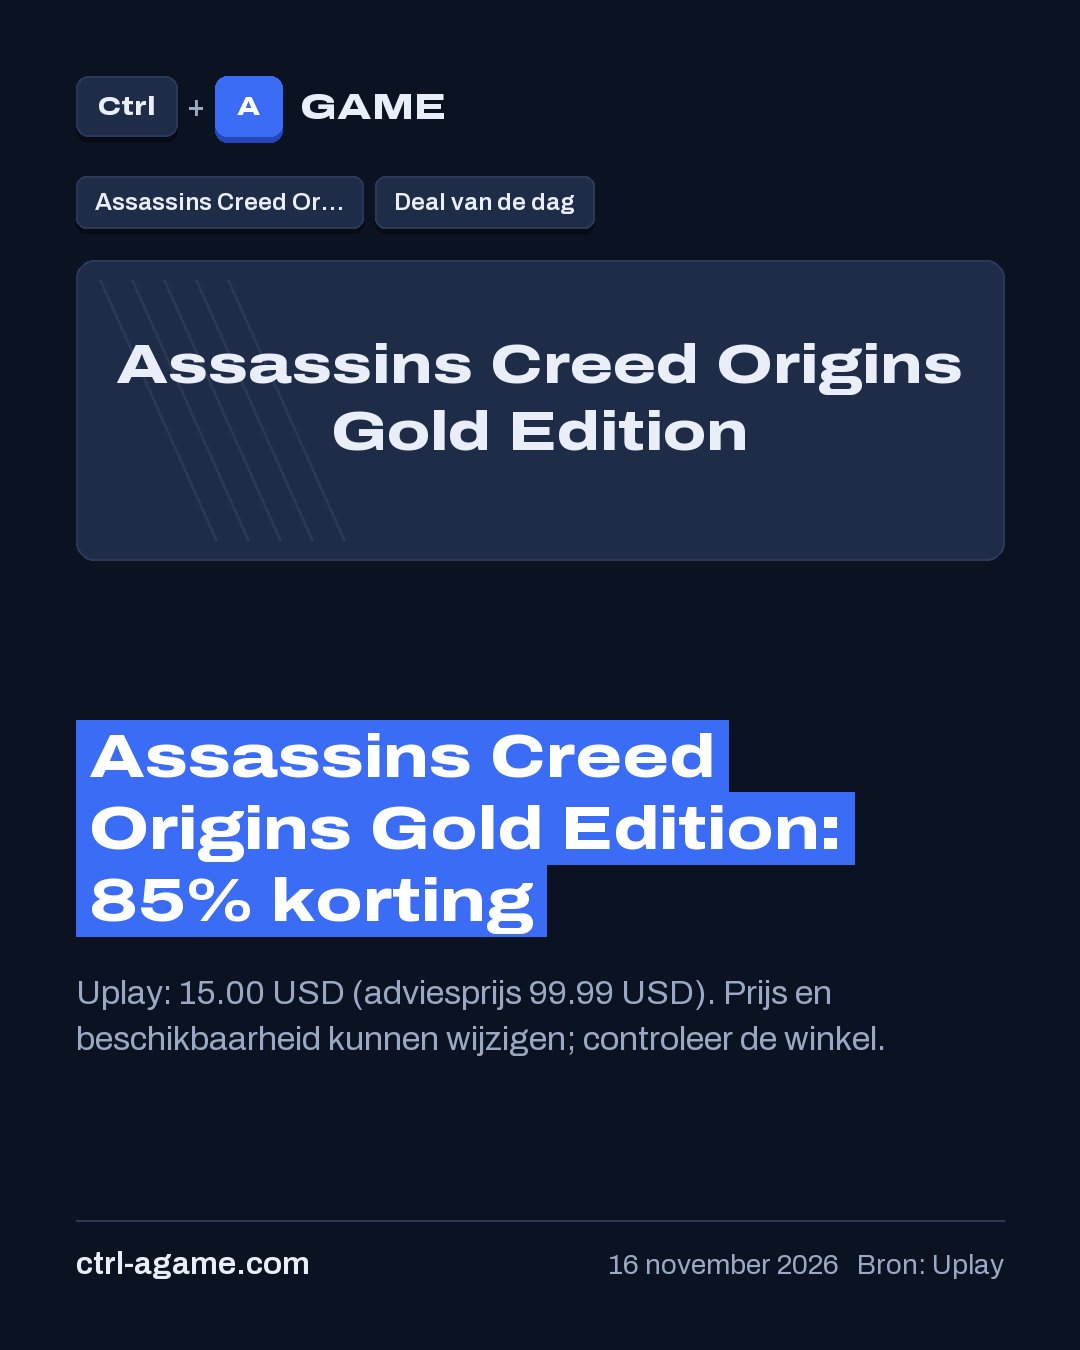 Ctrl + A GAME
Assassins Creed Or... Deal van de dag
Assassins Creed Origins
Gold Edition
Assassins Creed
Origins Gold Edition:
85% korting
Uplay: 15.00 USD (adviesprijs 99.99 USD). Prijs en
beschikbaarheid kunnen wijzigen; controleer de winkel.
ctrl-agame.com 16 november 2026 Bron: Uplay